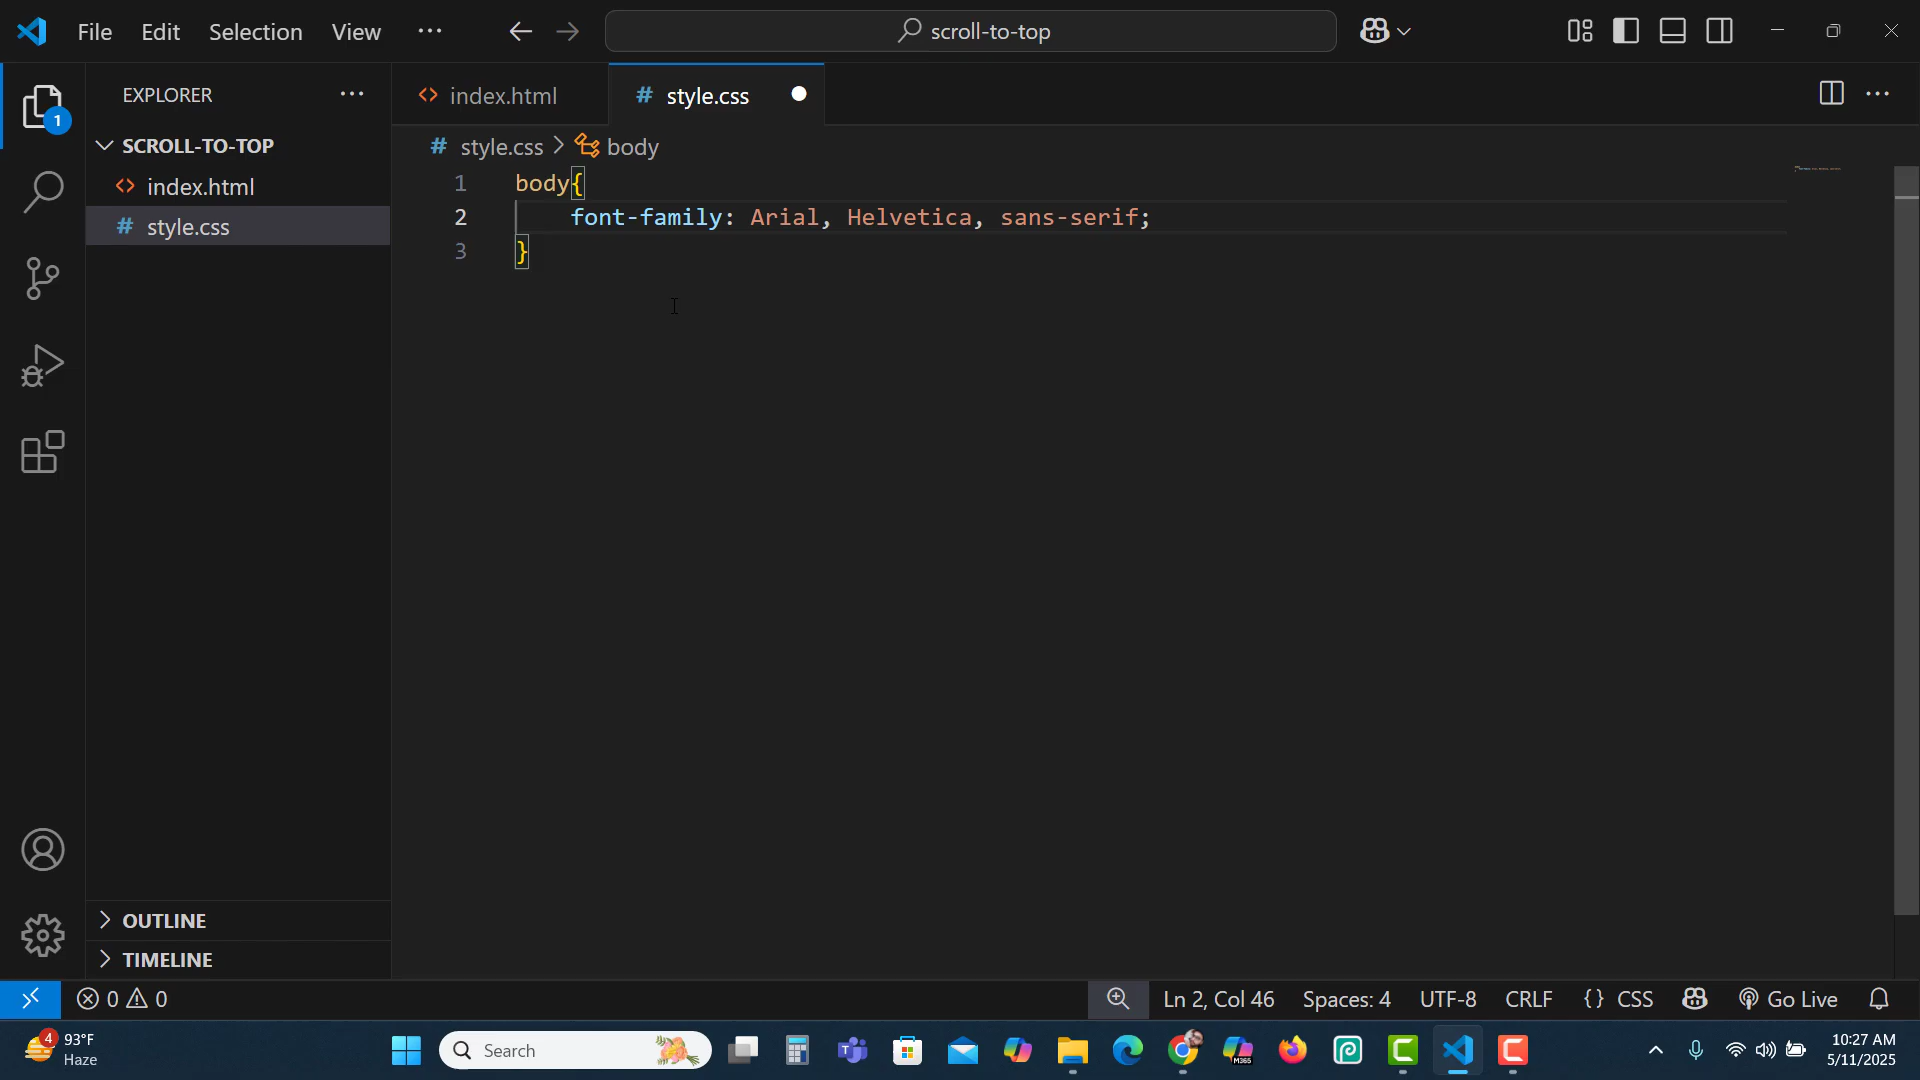 File Edit Selection View ··· scroll-to-top
EXPLORER ···
index.html
# style.css
SCROLL-TO-TOP
index.html
# style.css
# style.css > body
1 body{
2 font-family: Arial, Helvetica, sans-serif;
3 }
1
OUTLINE
TIMELINE
0 0
Ln 2, Col 46 Spaces: 4 UTF-8 CRLF {} CSS Go Live
4 93°F
Haze
Search
M365
10:27 AM
5/11/2025